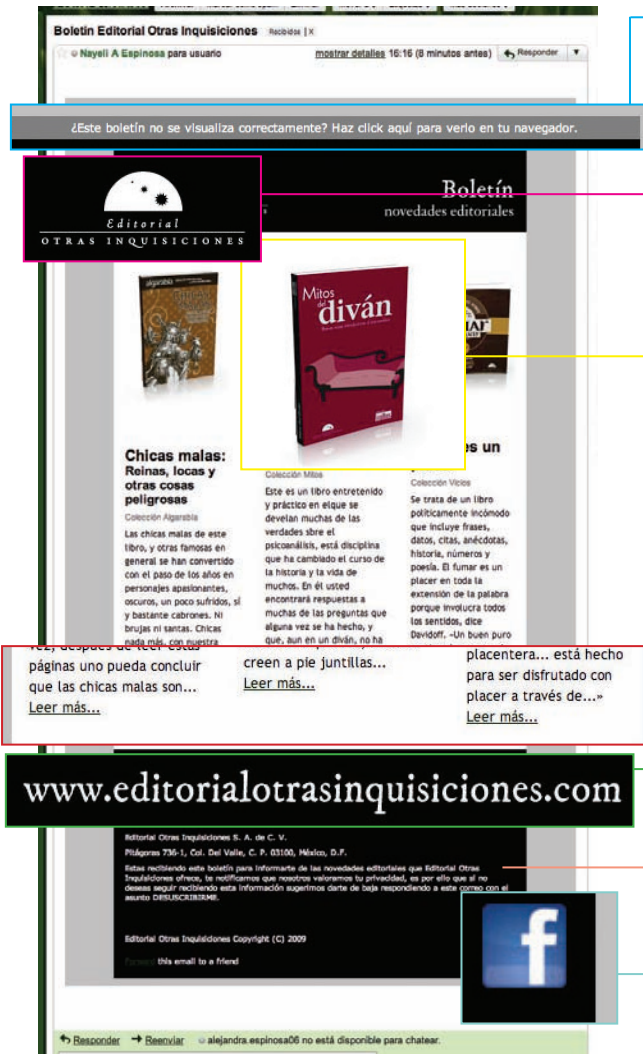 Boletin Editorial Otras Inquisiciones Recibidos | X
Nayeli A Espinosa para usuario mostrar detalles 16:16 (8 minutos antes) Responder
¿Este boletín no se visualiza correctamente? Haz click aquí para verlo en tu navegador.
Editorial
OTRAS INQUISICIONES
Boletín
novedades editoriales
algarabía
Mitos
del
diván
Chicas malas:
Reinas, locas y
otras cosas
peligrosas
Colección Algarabía
Las chicas malas de este
libro, y otras famosas en
general se han convertido
con el paso de los años en
personajes apasionantes,
oscuros, un poco sufridos, sí
y bastante cabrones. Ni
brujas ni santas. Chicas
nada más, con nuestra
vez, después de leer estas
páginas uno pueda concluir
que las chicas malas son...
Leer más...
Colección Mitos
Este es un libro entretenido
y práctico en elque se
develan muchas de las
verdades sbre el
psicoanálisis, está disciplina
que ha cambiado el curso de
la historia y la vida de
muchos. En él usted
encontrará respuestas a
muchas de las preguntas que
alguna vez se ha hecho, y
que, aun en un diván, no ha
creen a pie juntillas...
Leer más...
es un
Colección Vicios
Se trata de un libro
políticamente incómodo
que incluye frases,
datos, citas, anécdotas,
historia, números y
poesía. El fumar es un
placer en toda la
extensión de la palabra
porque involucra todos
los sentidos, dice
Davidoff. «Un buen puro
placentera... está hecho
para ser disfrutado con
placer a través de...»
Leer más...
www.editorialotrasinquisiciones.com
Editorial Otras Inquisiciones S. A. de C. V.
Pitágoras 736-1, Col. Del Valle, C. P. 03100, México, D.F.
Estas recibiendo este boletín para informarte de las novedades editoriales que Editorial Otras
Inquisiciones ofrece, te notificamos que nosotros valoramos tu privacidad, es por ello que si no
deseas seguir recibiendo esta información sugerimos darte de baja respondiendo a este correo con el
asunto DESUSCRIBIRME.
Editorial Otras Inquisiciones Copyright (C) 2009
Forward this email to a friend
f
Responder Reenviar alejandra.espinosa06 no está disponible para chatear.